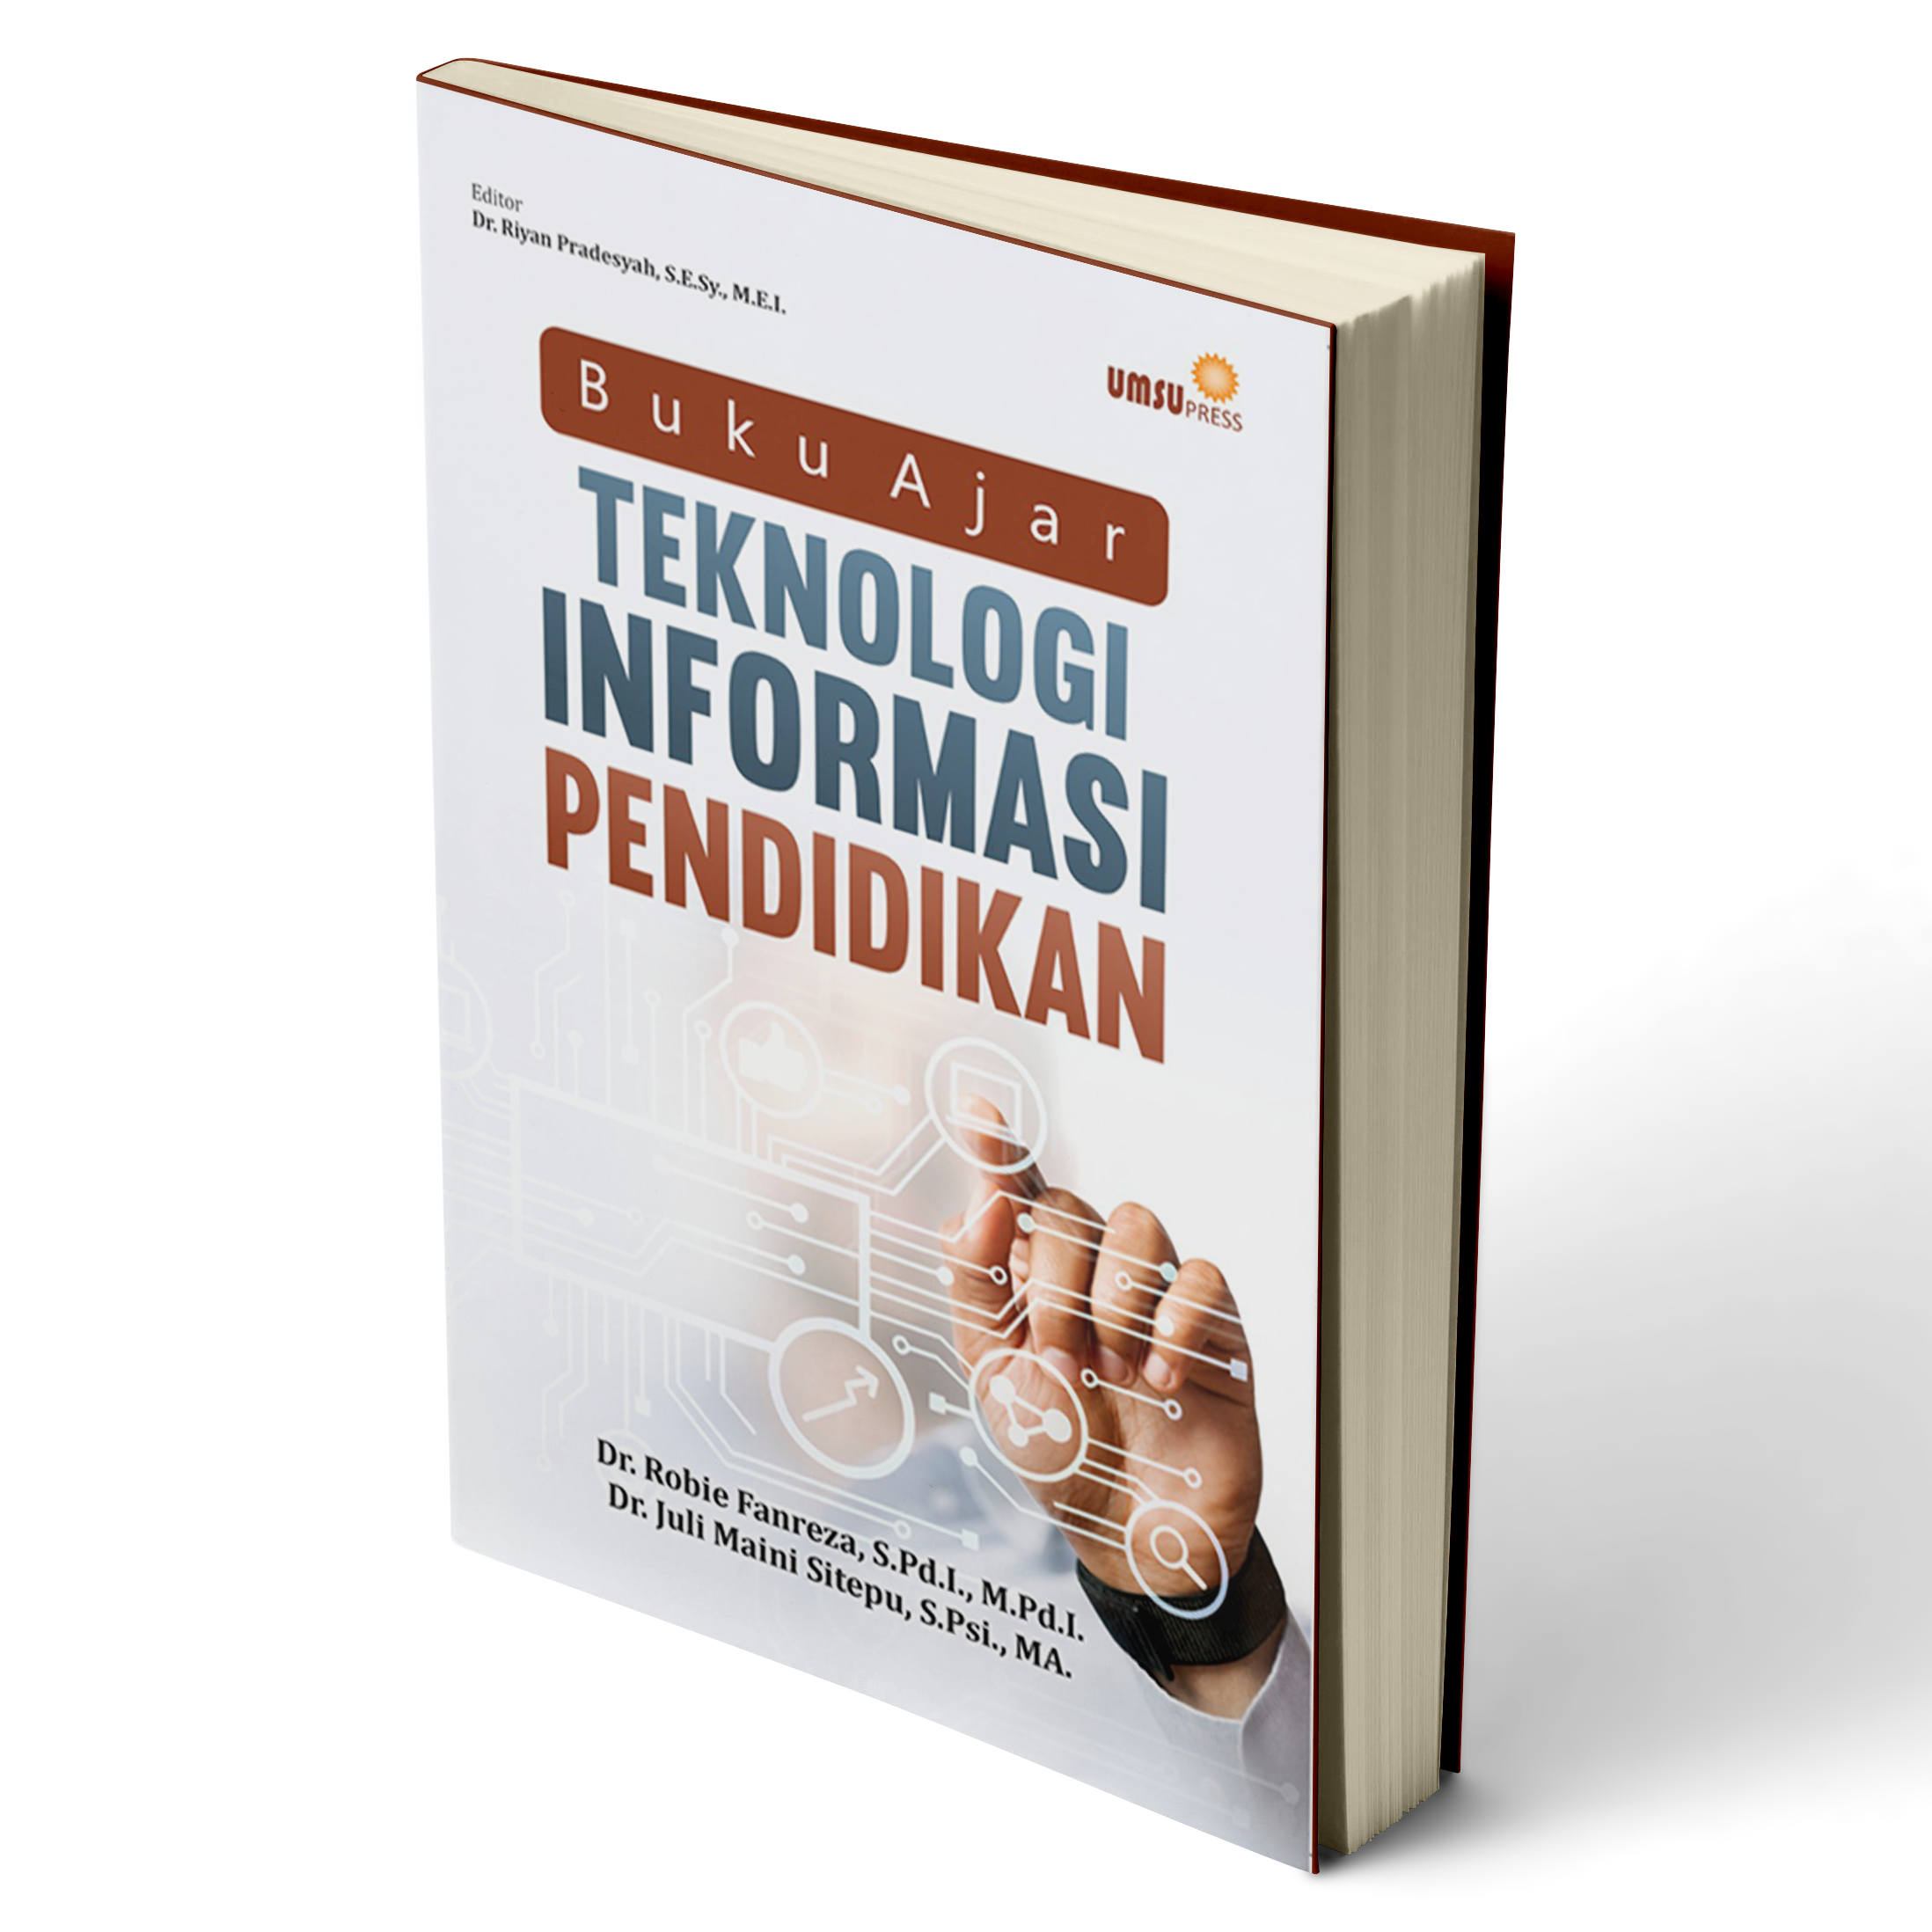 Editor
Dr. Riyan Pradesyah, S.E.Sy., M.E.I.
UMSU PRESS
Buku Ajar
TEKNOLOGI
INFORMASI
PENDIDIKAN
Dr. Robie Fanreza, S.Pd.I., M.Pd.I.
Dr. Juli Maini Sitepu, S.Psi., MA.